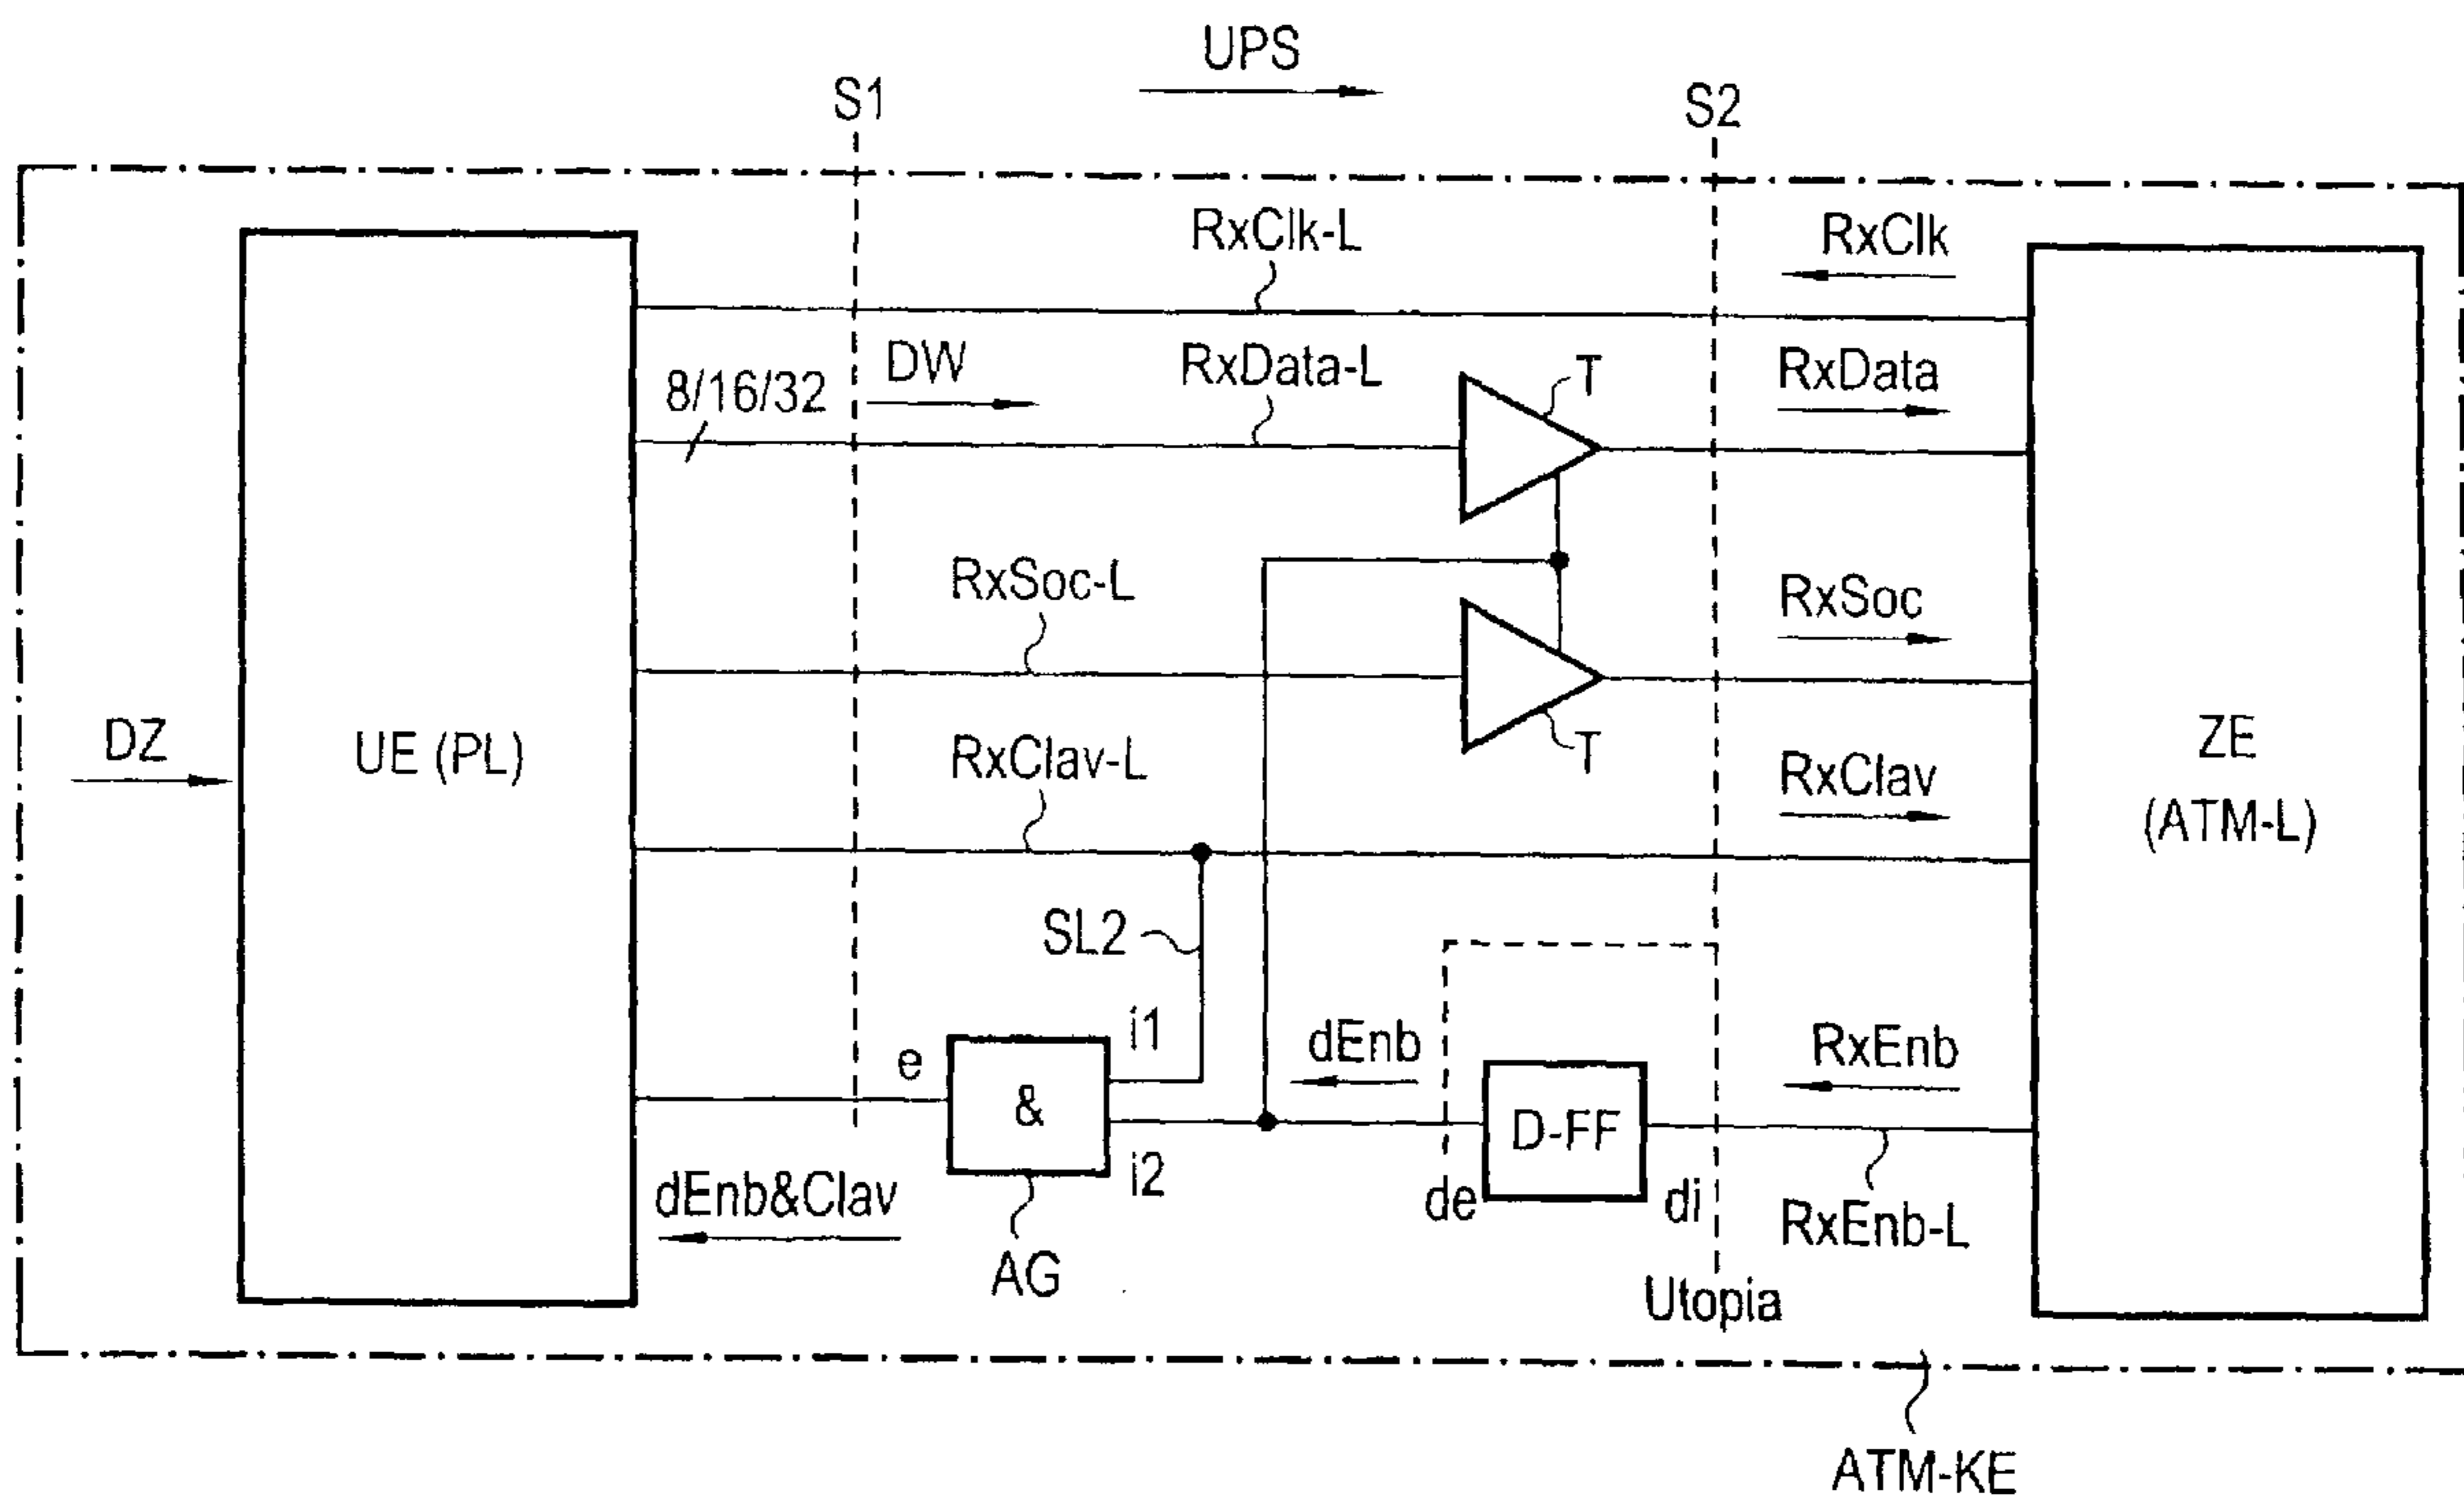 UPS
S1
S2
RxClk-L
RxClk
8/16/32
DW
RxData-L
T
RxData
RxSoc-L
RxSoc
DZ
UE (PL)
RxClav-L
T
RxClav
ZE
(ATM-L)
SL2
i1
e
&
i2
dEnb
D-FF
de
di
RxEnb
RxEnb-L
dEnb&Clav
AG
Utopia
ATM-KE